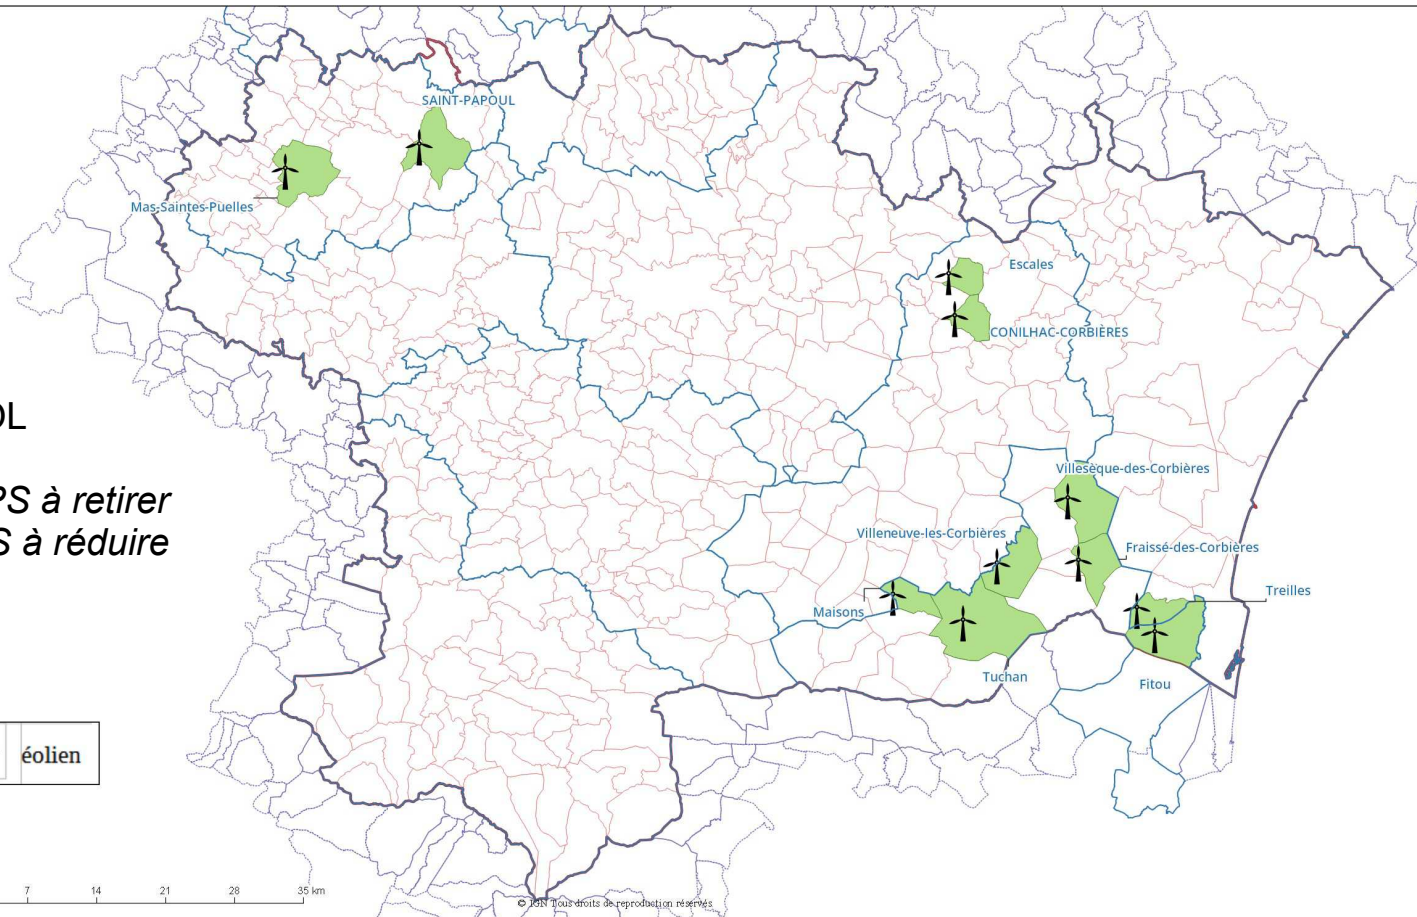 SAINT-PAPOUL
Mas-Saintes-Puelles
Escales
CONILHAC-CORBIÈRES
OL
PS à retirer
S à réduire
Villesèque-des-Corbières
Villeneuve-les-Corbières
Fraissé-des-Corbières
Treilles
Maisons
Tuchan
Fitou
éolien
7 14 21 28 35 km
© IGN Tous droits de reproduction réservés